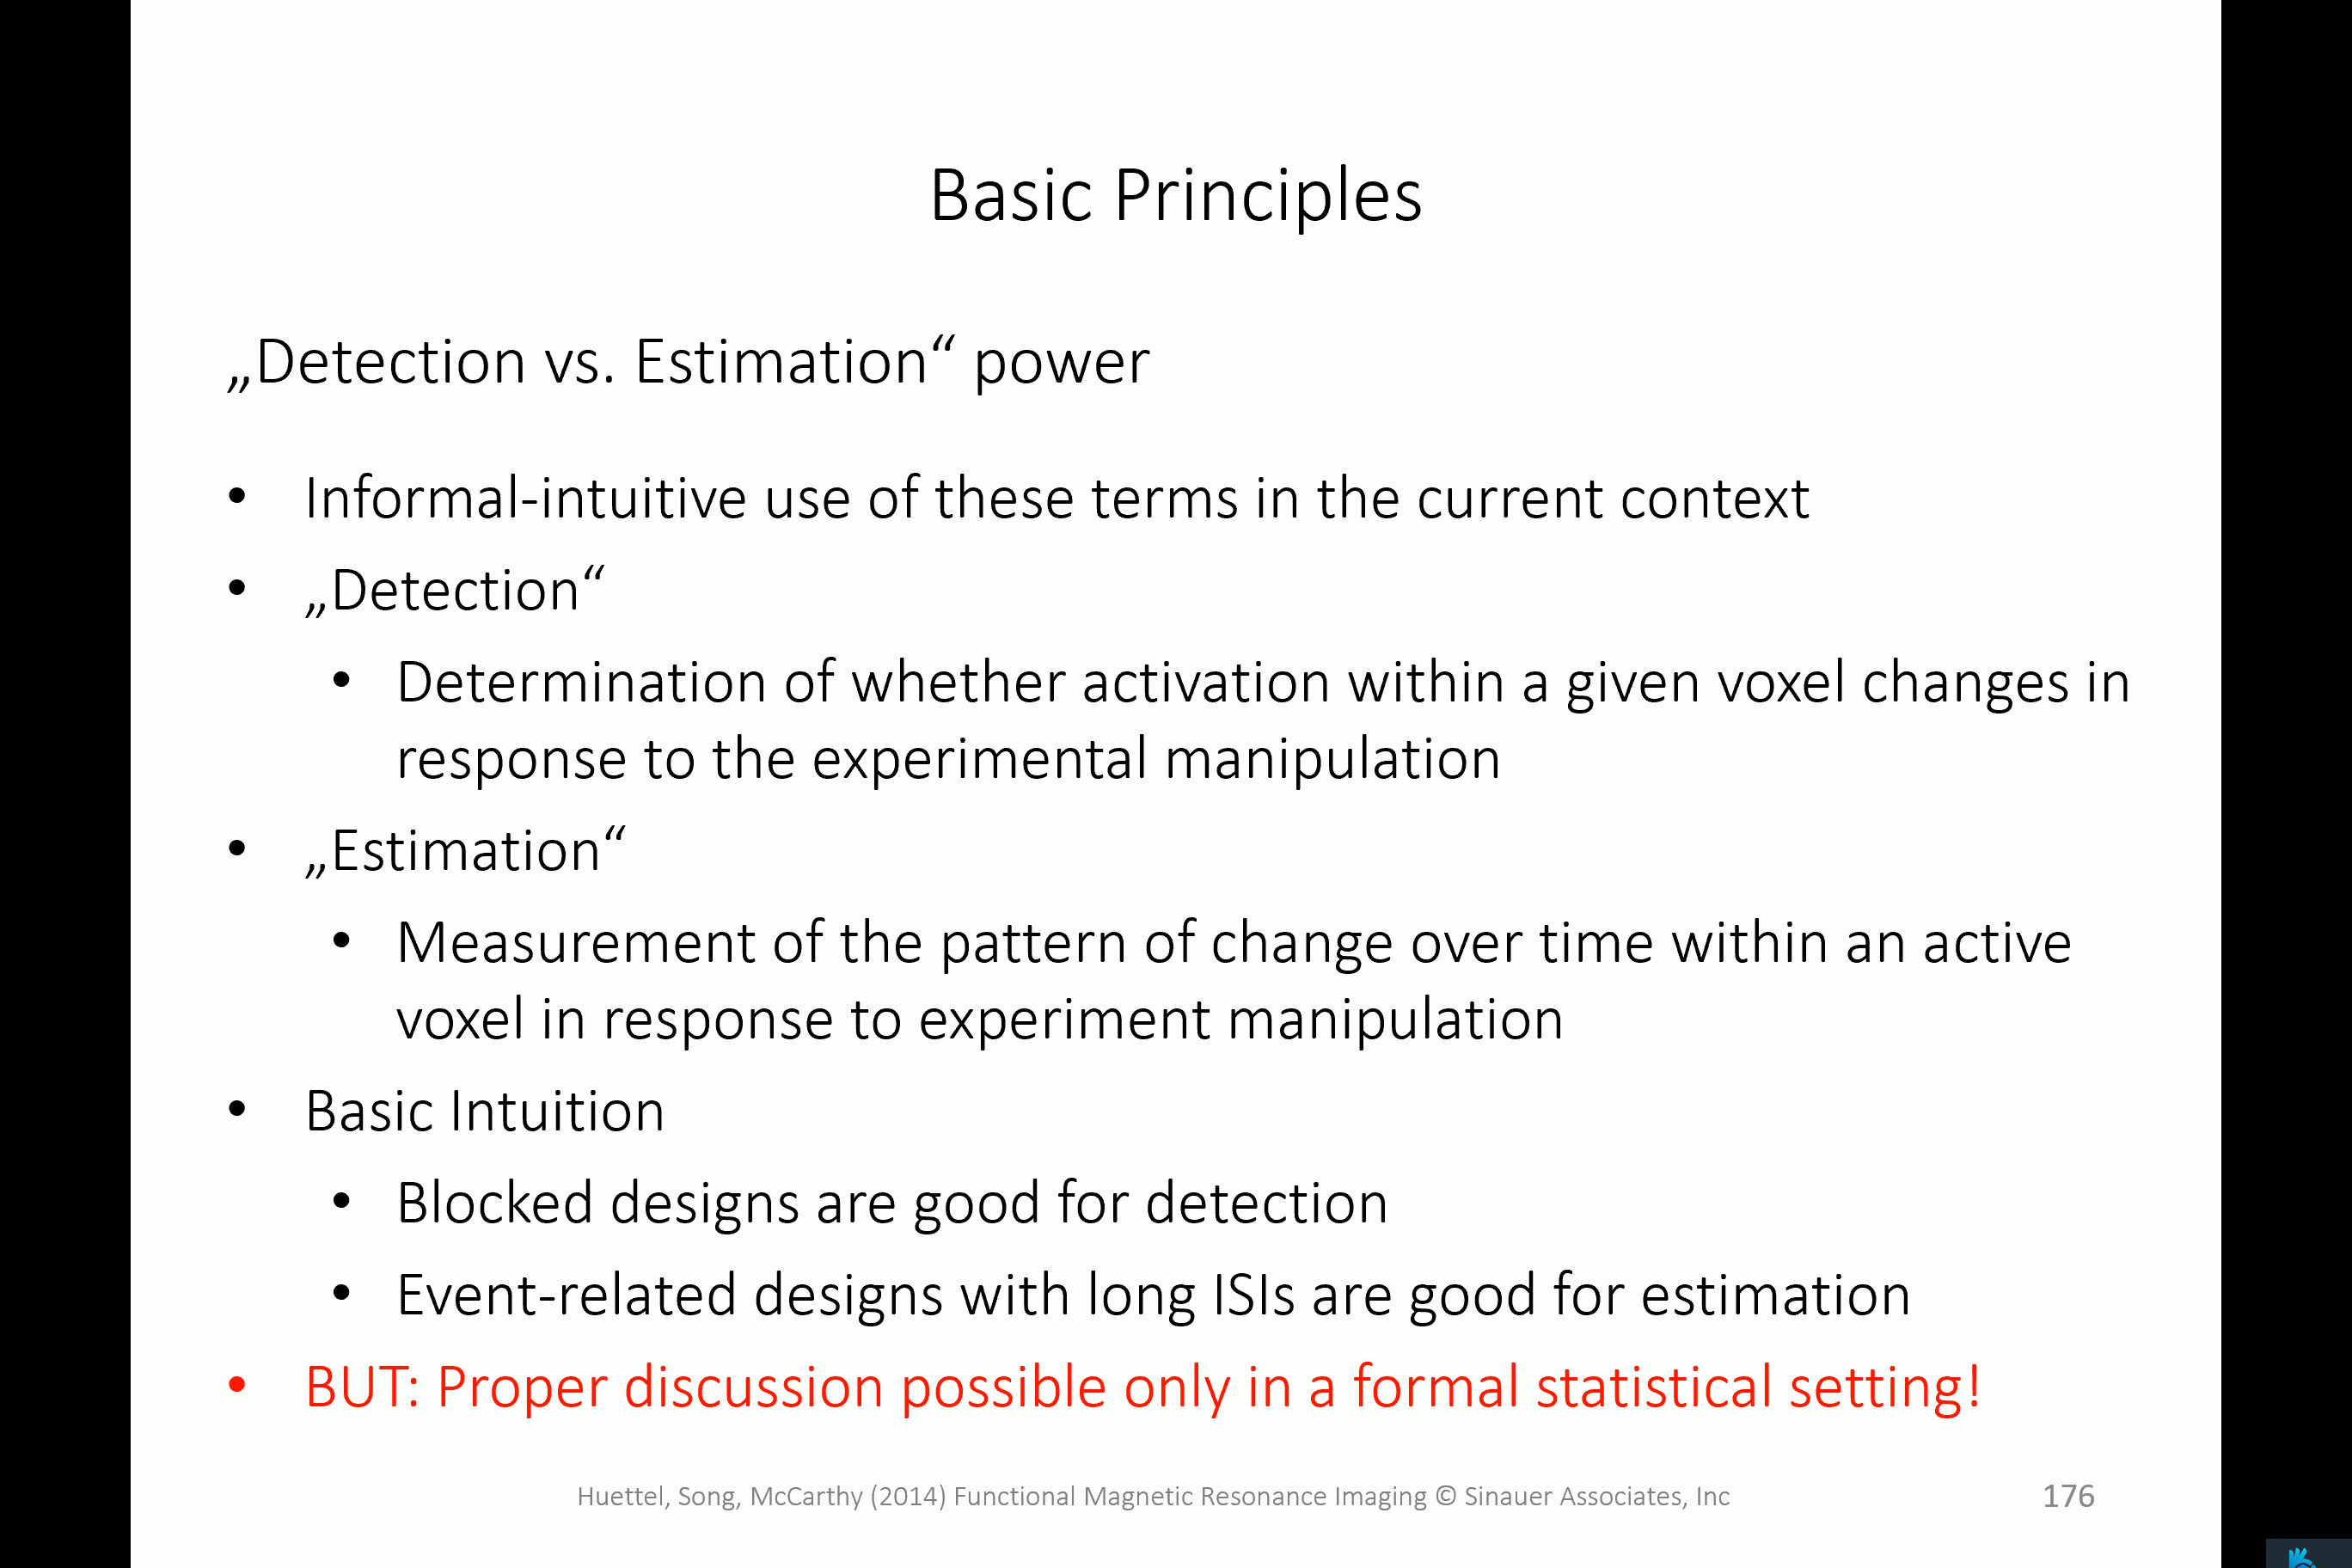 Basic Principles
„Detection vs. Estimation“ power
• Informal-intuitive use of these terms in the current context
• „Detection“
• Determination of whether activation within a given voxel changes in
response to the experimental manipulation
• „Estimation“
• Measurement of the pattern of change over time within an active
voxel in response to experiment manipulation
• Basic Intuition
• Blocked designs are good for detection
• Event-related designs with long ISIs are good for estimation
• BUT: Proper discussion possible only in a formal statistical setting!
Huettel, Song, McCarthy (2014) Functional Magnetic Resonance Imaging © Sinauer Associates, Inc
176